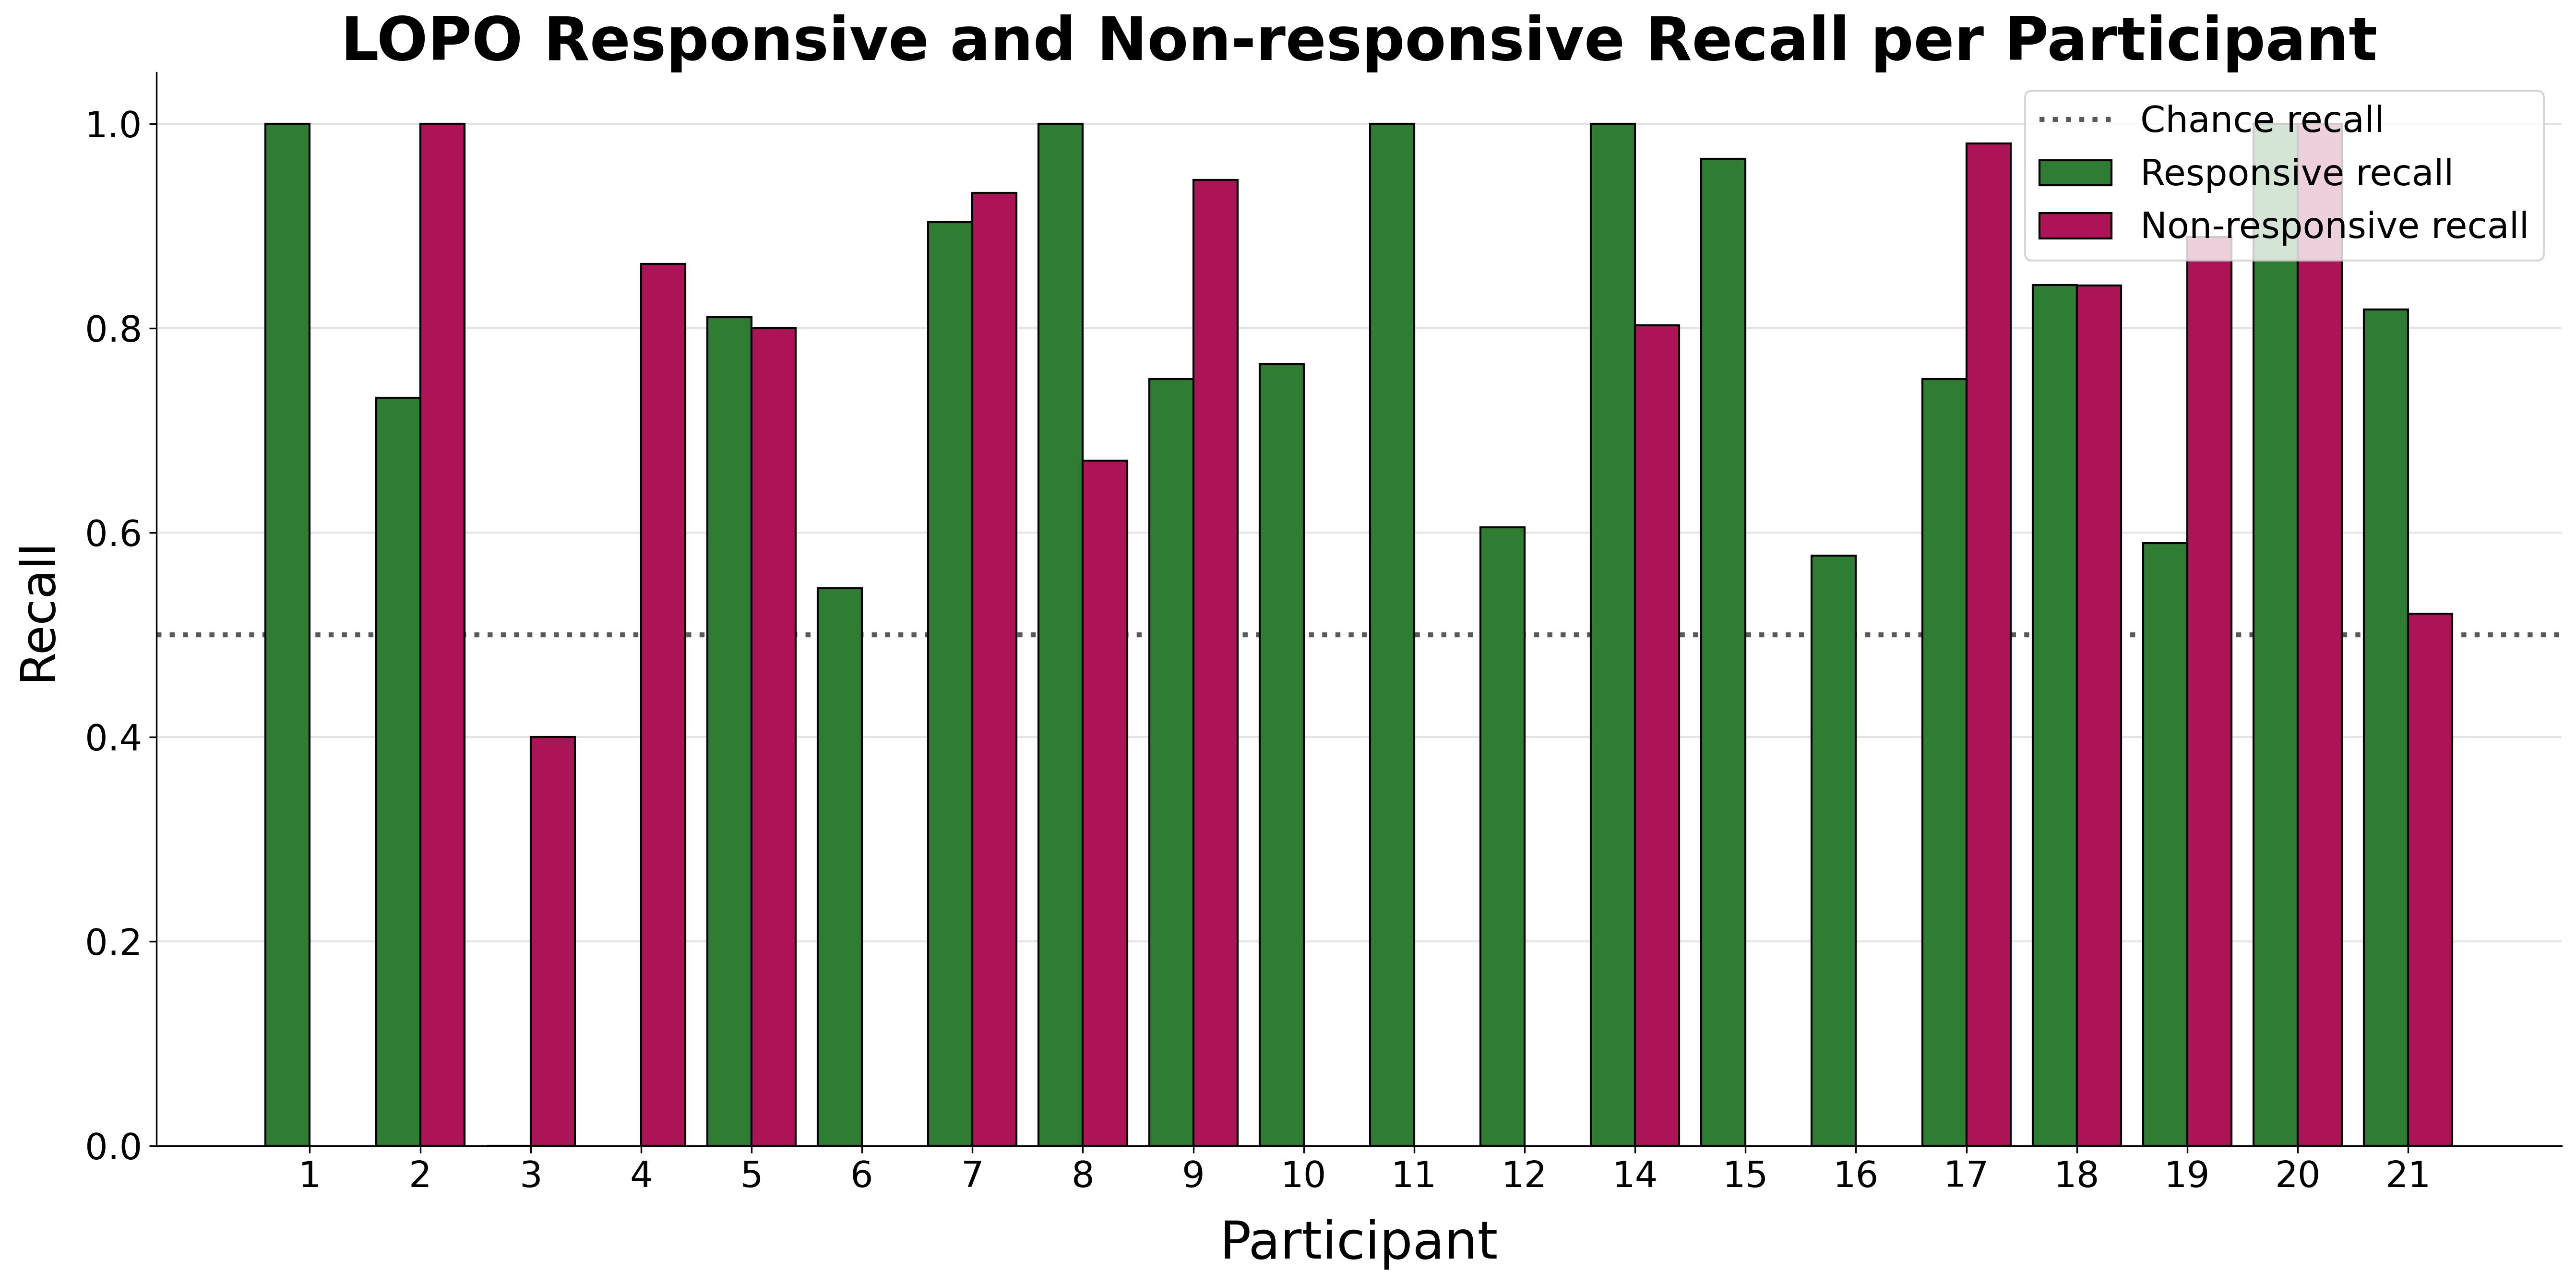 LOPO Responsive and Non-responsive Recall per Participant
Chance recall
Responsive recall
Non-responsive recall
1.0
0.8
0.6
0.4
0.2
0.0
Recall
1 2 3 4 5 6 7 8 9 10 11 12 14 15 16 17 18 19 20 21
Participant